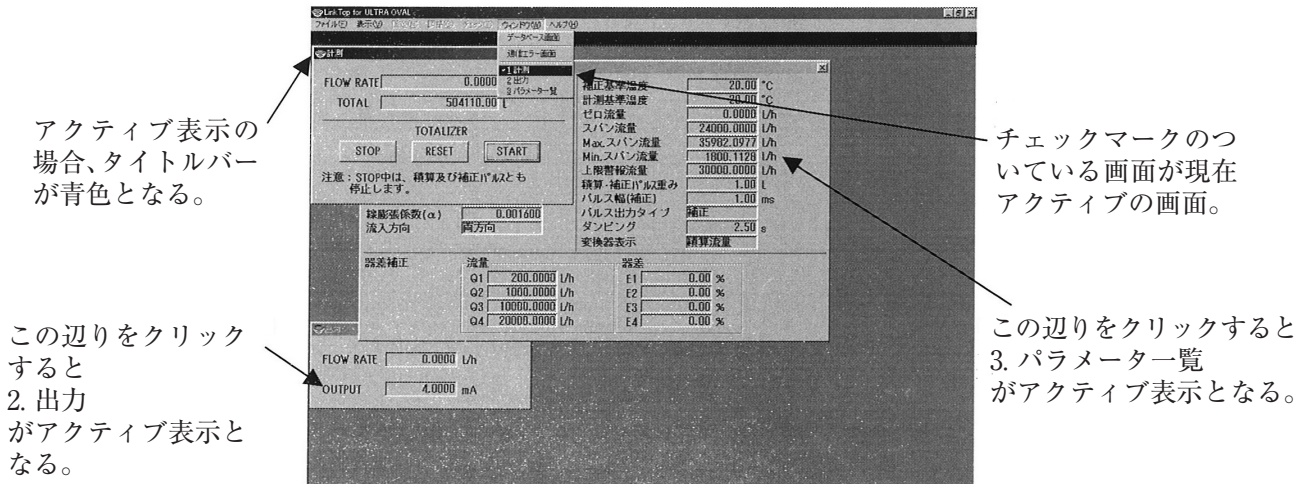 LinkTop for ULTRA OVAL
ファイル(F) 表示(V) ウィンドウ(W) ヘルプ(H)
データベース画面
通信エラー画面
✓1 計測
2 出力
3 パラメーター覧
計測
FLOW RATE 0.0000
TOTAL 504110.00 L
TOTALIZER
STOP RESET START
注意:STOP中は、積算及び補正パルスとも
停止します。
線膨張係数(α) 0.001600
流入方向 両方向
補正基準温度 20.00 °C
計測基準温度 20.00 °C
ゼロ流量 0.0000 L/h
スパン流量 24000.0000 L/h
Max.スパン流量 35982.0977 L/h
Min.スパン流量 1800.1128 L/h
上限警報流量 30000.0000 L/h
積算・補正パルス重み 1.00 L
パルス幅(補正) 1.00 ms
パルス出力タイプ 補正
ダンピング 2.50 s
変換器表示 積算流量
器差補正 流量 器差
Q1 200.0000 L/h E1 0.00 %
Q2 1000.0000 L/h E2 0.00 %
Q3 10000.0000 L/h E3 0.00 %
Q4 20000.0000 L/h E4 0.00 %
FLOW RATE 0.0000 L/h
OUTPUT 4.0000 mA
アクティブ表示の
場合、タイトルバー
が青色となる。
この辺りをクリック
すると
2. 出力
がアクティブ表示と
なる。
チェックマークのつ
いている画面が現在
アクティブの画面。
この辺りをクリックすると
3. パラメータ一覧
がアクティブ表示となる。